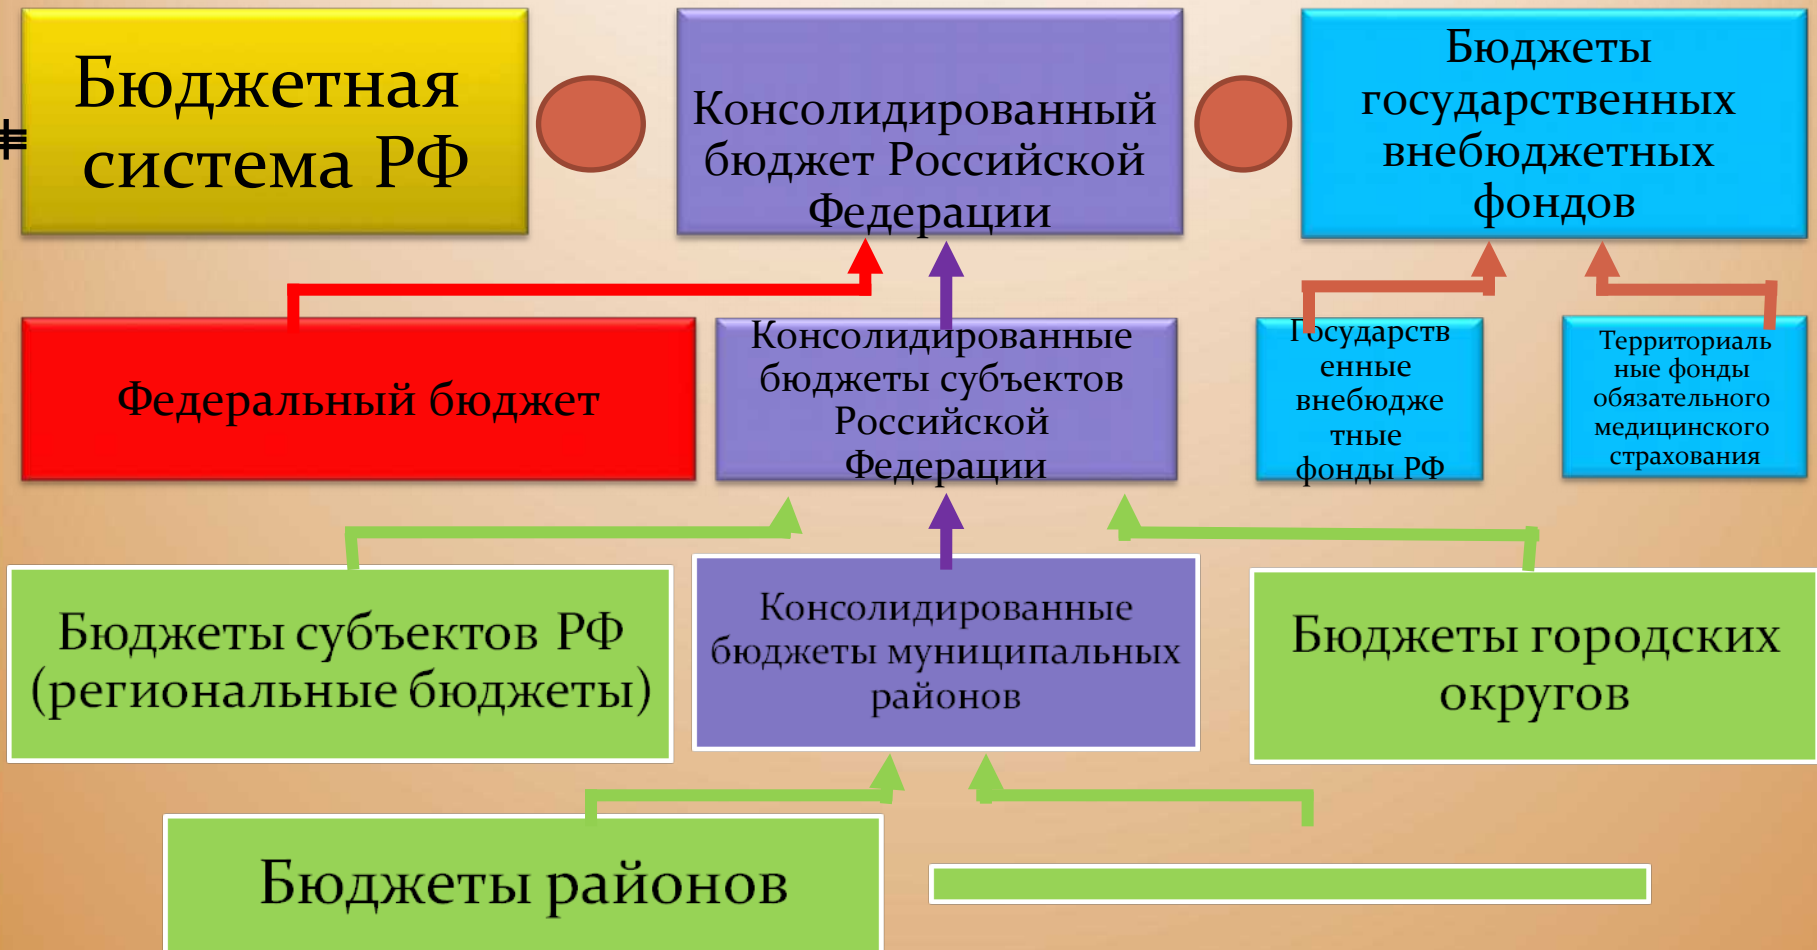 Бюджетная
система РФ
Консолидированный
бюджет Российской
Федерации
Бюджеты
государственных
внебюджетных
фондов
Федеральный бюджет
Консолидированные
бюджеты субъектов
Российской
Федерации
Государств
енные
внебюдже
тные
фонды РФ
Территориаль
ные фонды
обязательного
медицинского
страхования
Бюджеты субъектов РФ
(региональные бюджеты)
Консолидированные
бюджеты муниципальных
районов
Бюджеты городских
округов
Бюджеты районов